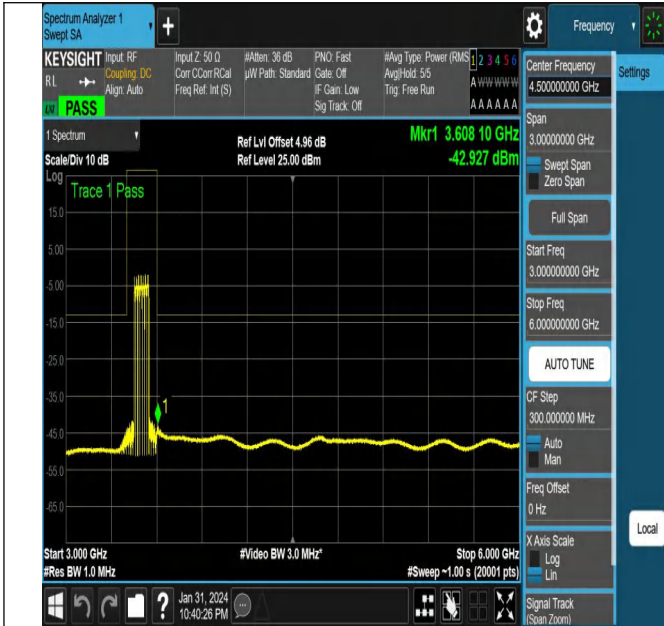 Spectrum Analyzer 1
Swept SA
+
Frequency
KEYSIGHT
RL
LXI PASS
Input: RF
Coupling: DC
Align: Auto
Input Z: 50 Ω
Corr CCorr RCal
Freq Ref: Int (S)
#Atten: 36 dB
µW Path: Standard
PNO: Fast
Gate: Off
IF Gain: Low
Sig Track: Off
#Avg Type: Power (RMS
Avg|Hold: 5/5
Trig: Free Run
1 2 3 4 5 6
A W W W W W
A A A A A A
1 Spectrum
Scale/Div 10 dB
Ref Lvl Offset 4.96 dB
Ref Level 25.00 dBm
Mkr1 3.608 10 GHz
-42.927 dBm
Log
Trace 1 Pass
15.0
5.00
-5.00
-15.0
-25.0
-35.0
-45.0
-55.0
-65.0
1
Start 3.000 GHz
#Res BW 1.0 MHz
#Video BW 3.0 MHz*
Stop 6.000 GHz
#Sweep ~1.00 s (20001 pts)
Jan 31, 2024
10:40:26 PM
?
Center Frequency
4.500000000 GHz
Span
3.00000000 GHz
Swept Span
Zero Span
Full Span
Start Freq
3.000000000 GHz
Stop Freq
6.000000000 GHz
AUTO TUNE
CF Step
300.000000 MHz
Auto
Man
Freq Offset
0 Hz
X Axis Scale
Log
Lin
Signal Track
(Span Zoom)
Settings
Local